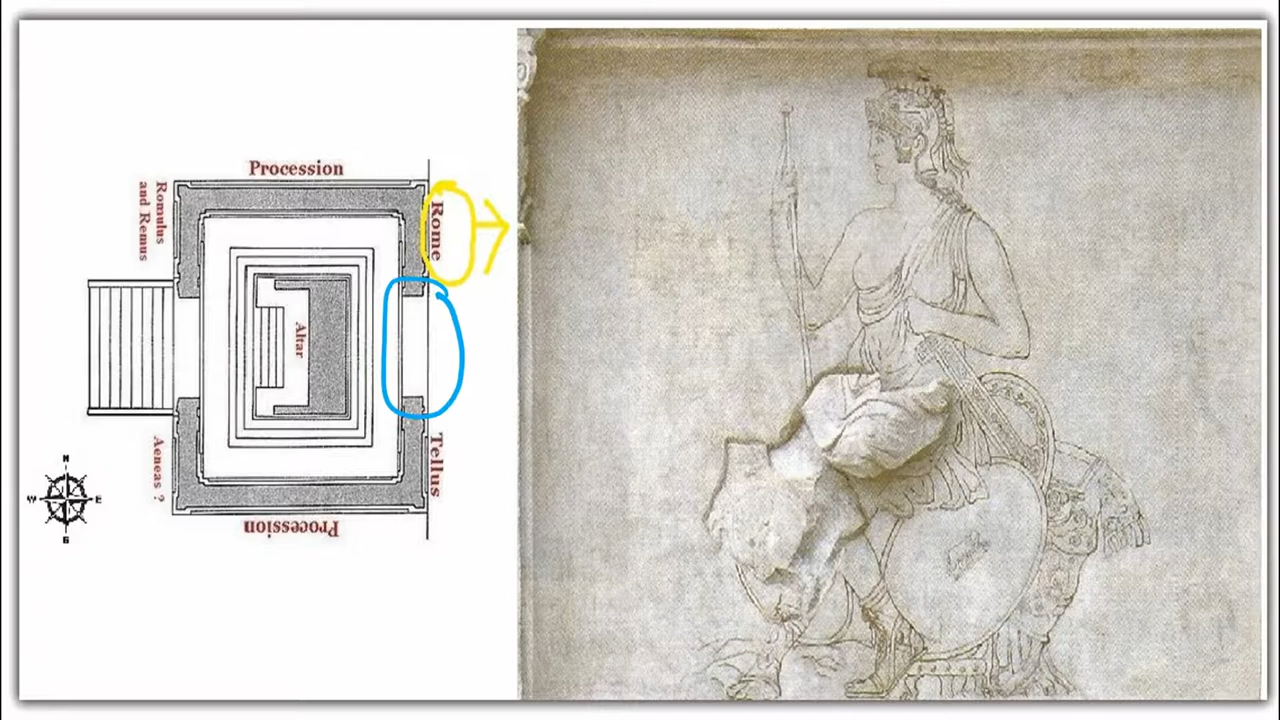 Procession
Romulus
and Remus
Rome
Altar
Aeneas ?
Tellus
Procession
N
W
E